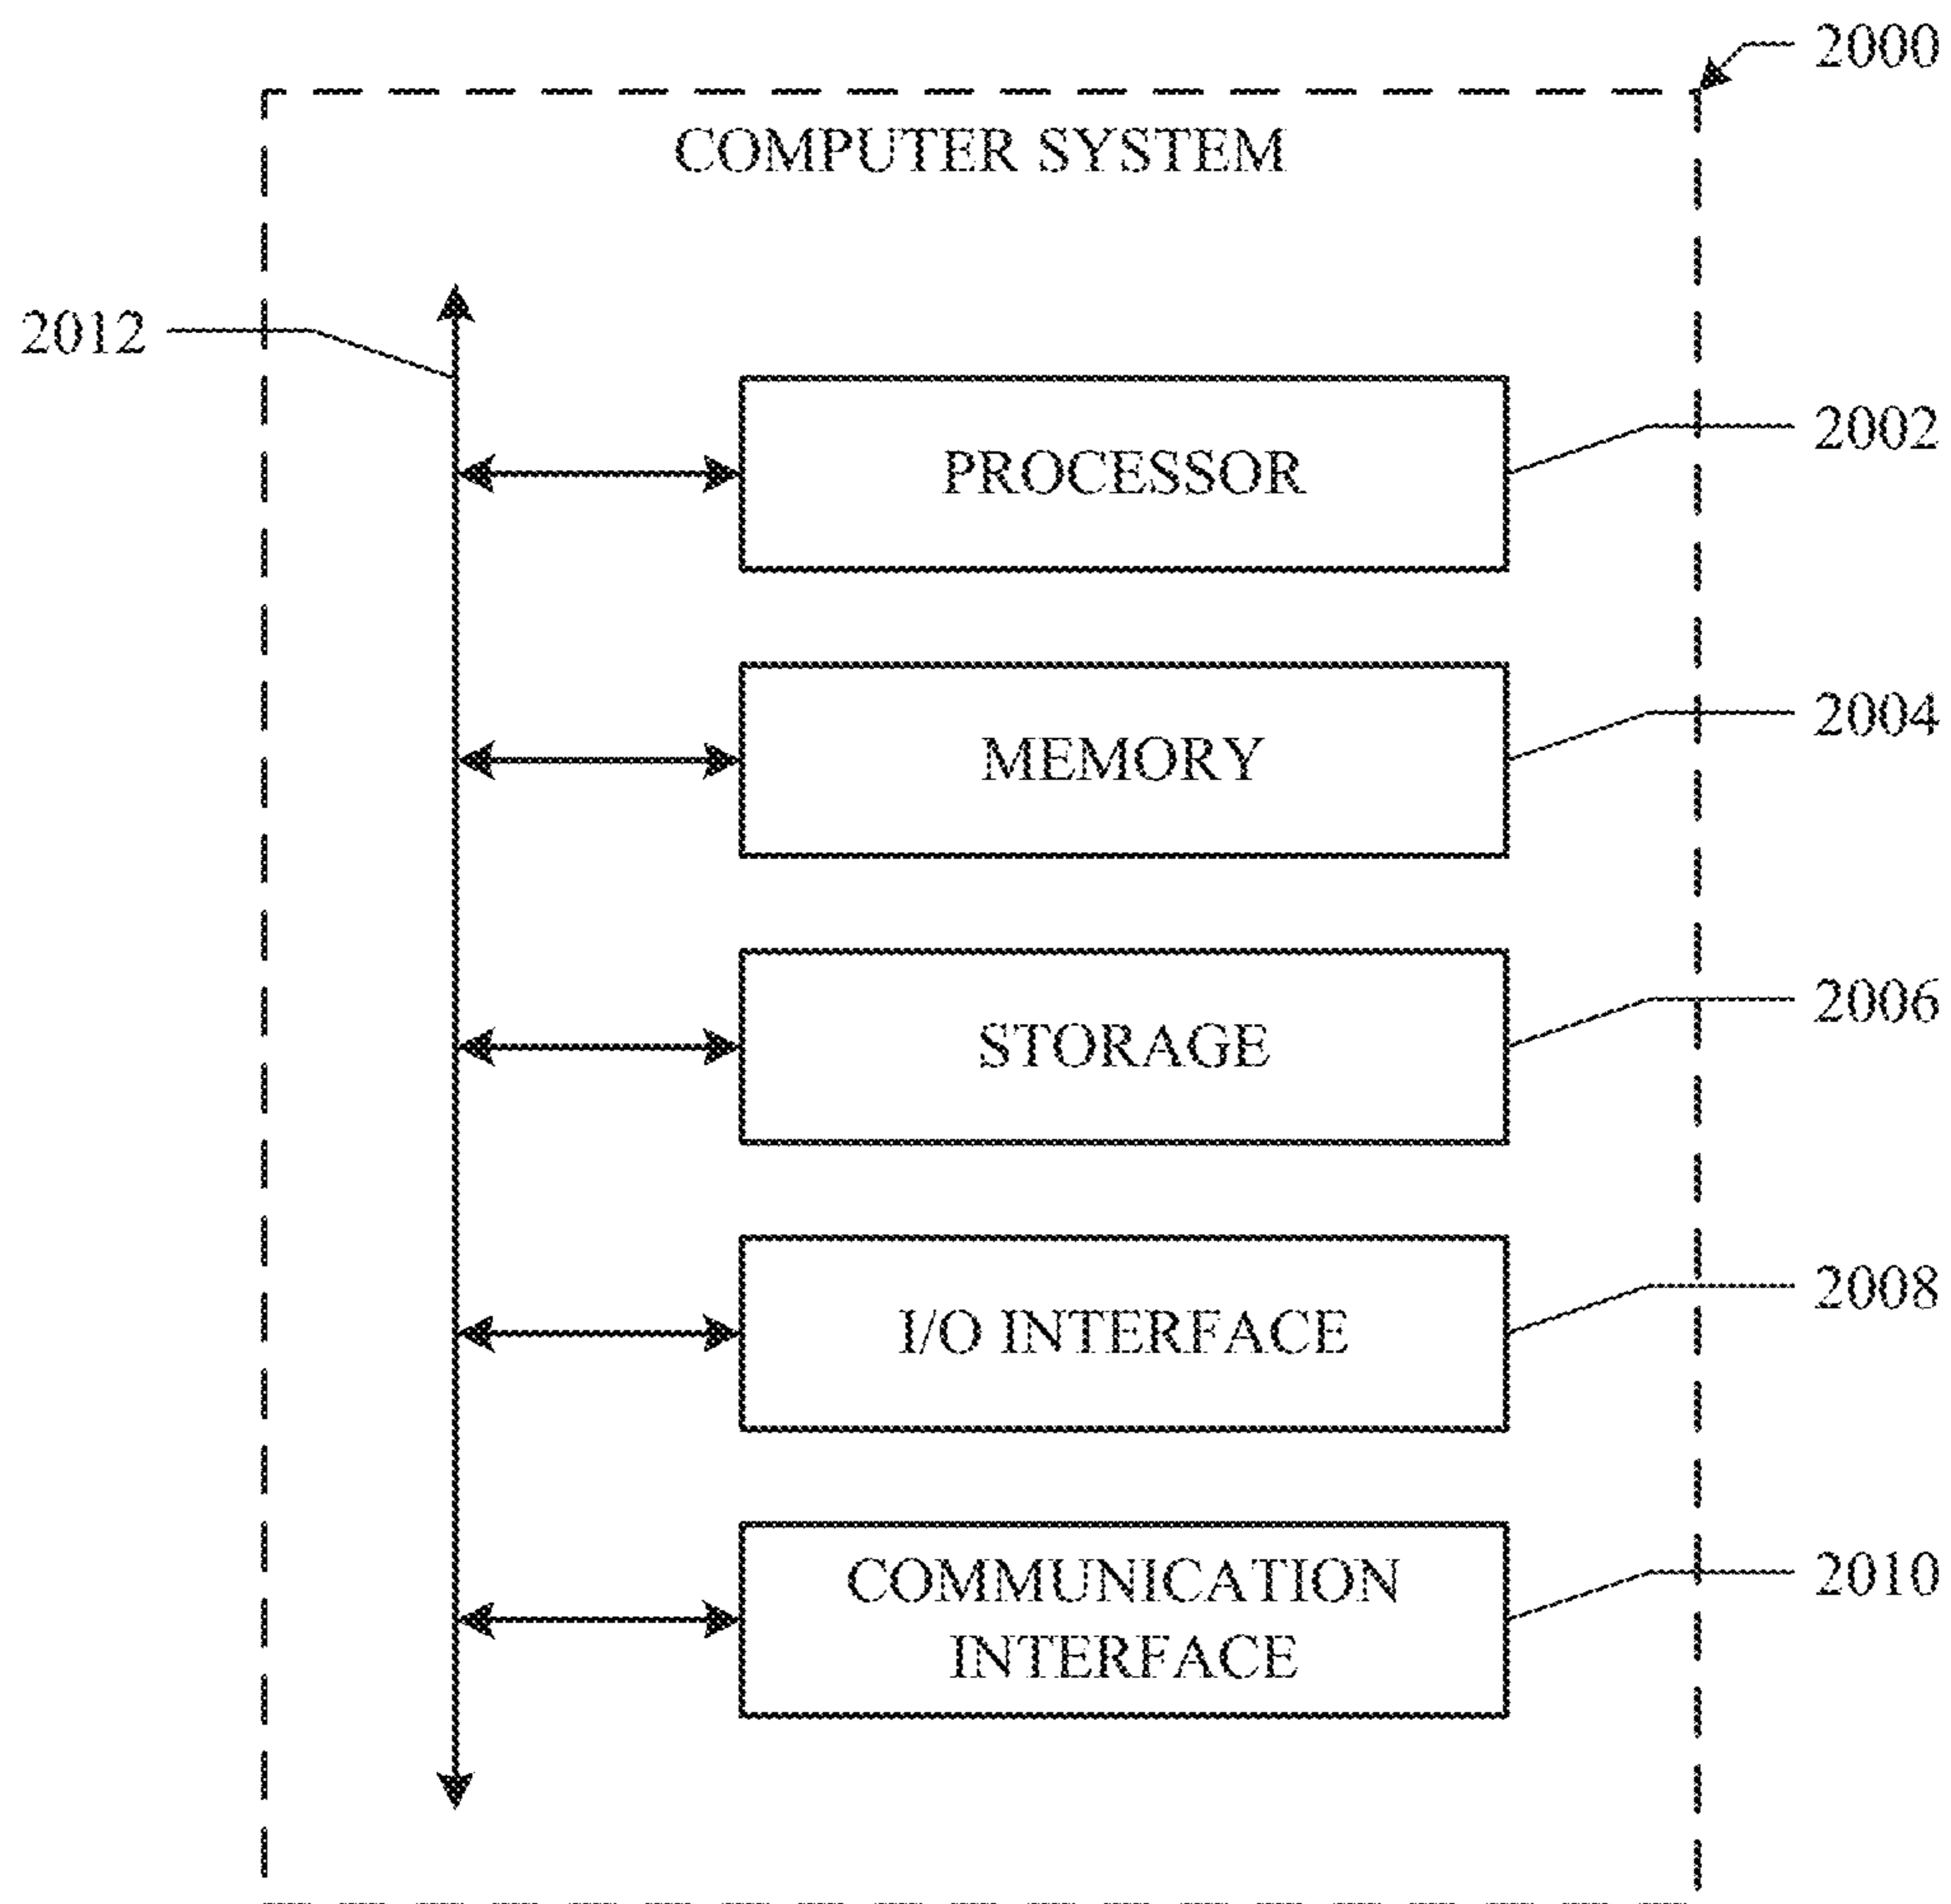 2000
COMPUTER SYSTEM
2012
PROCESSOR
2002
MEMORY
2004
STORAGE
2006
I/O INTERFACE
2008
COMMUNICATION
INTERFACE
2010